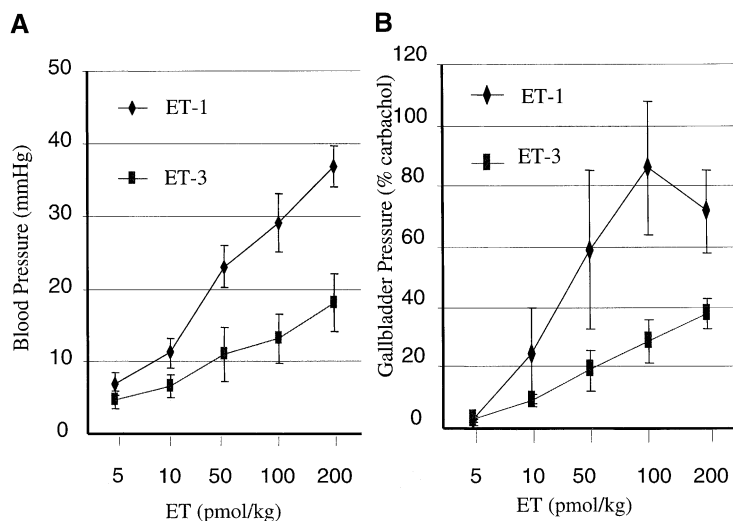 A
Blood Pressure (mmHg)
50
40
30
20
10
0
ET-1
ET-3
5 10 50 100 200
ET (pmol/kg)
B
Gallbladder Pressure (% carbachol)
120
100
80
60
40
20
0
ET-1
ET-3
5 10 50 100 200
ET (pmol/kg)